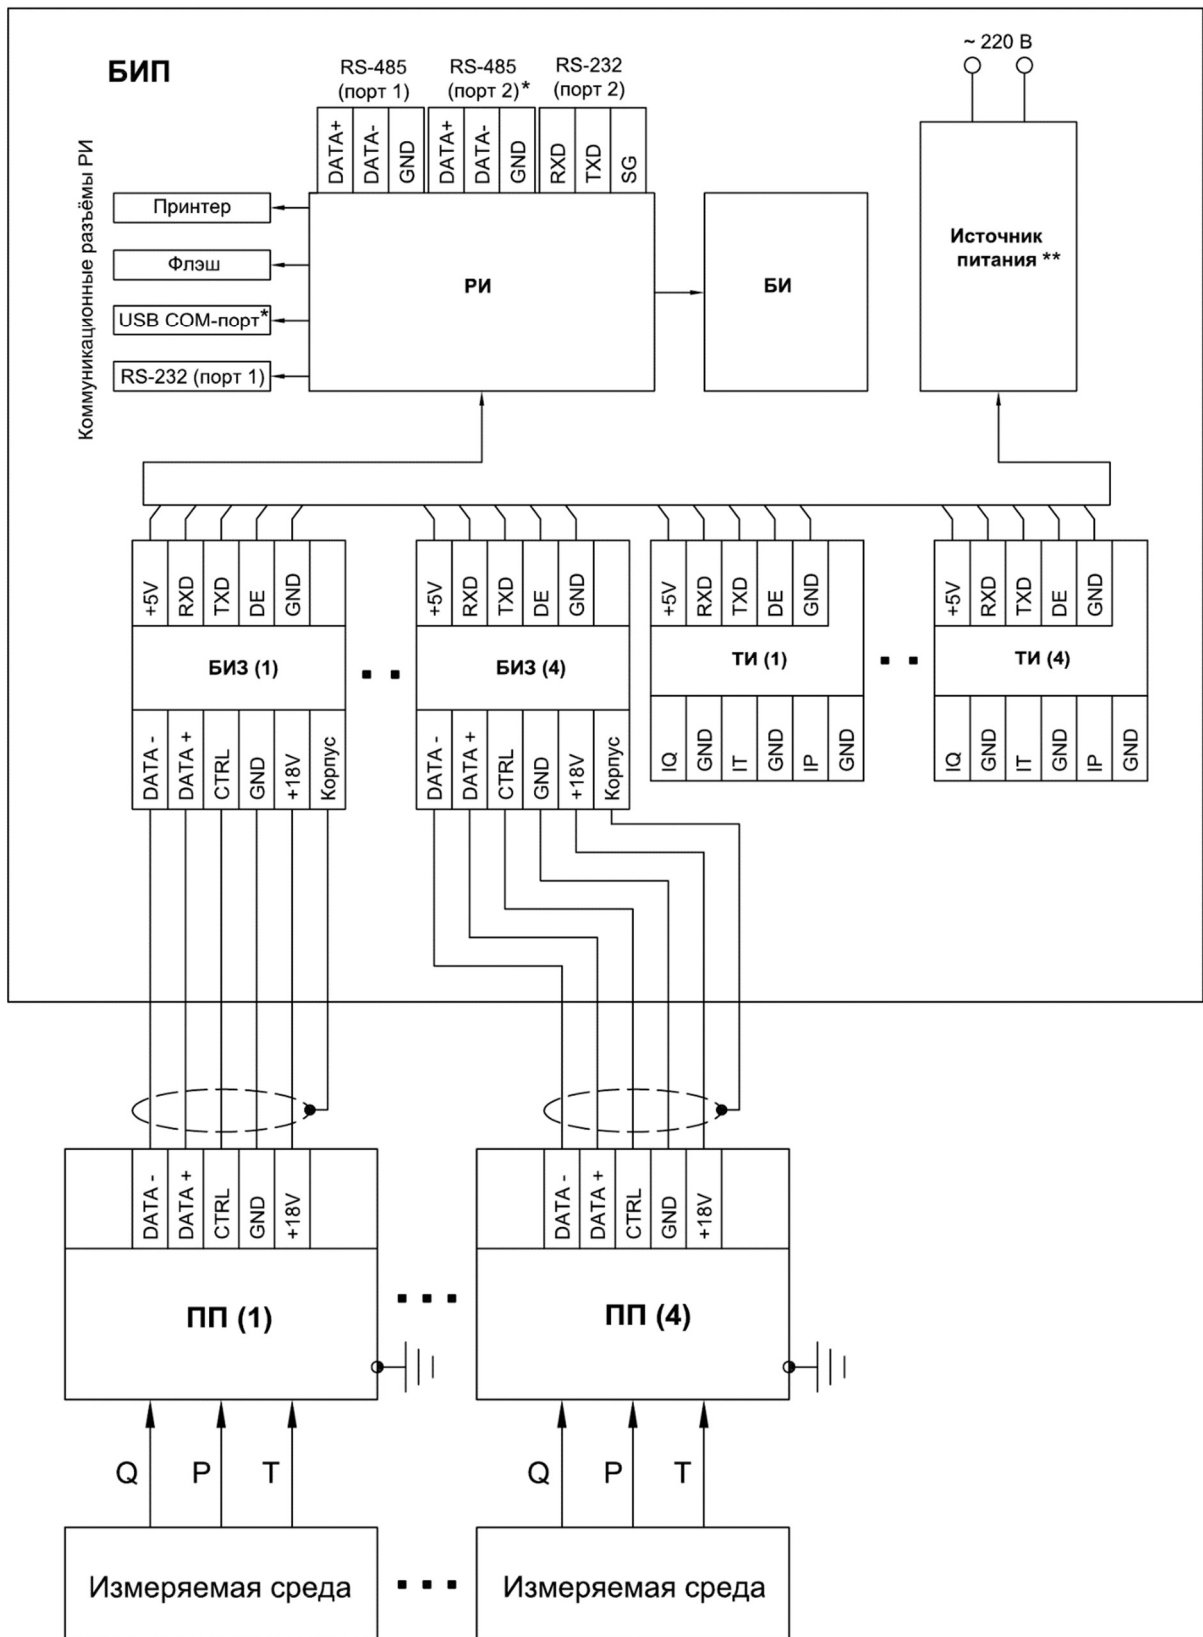 БИП
RS-485
(порт 1)
RS-485
(порт 2)*
RS-232
(порт 2)
~ 220 В
DATA+
DATA-
GND
DATA+
DATA-
GND
RXD
TXD
SG
Коммуникационные разъёмы РИ
Принтер
Флэш
USB COM-порт*
RS-232 (порт 1)
РИ
БИ
Источник
питания **
+5V
RXD
TXD
DE
GND
+5V
RXD
TXD
DE
GND
+5V
RXD
TXD
DE
GND
+5V
RXD
TXD
DE
GND
БИЗ (1)
БИЗ (4)
ТИ (1)
ТИ (4)
DATA -
DATA +
CTRL
GND
+18V
Корпус
DATA -
DATA +
CTRL
GND
+18V
Корпус
IQ
GND
IT
GND
IP
GND
IQ
GND
IT
GND
IP
GND
DATA -
DATA +
CTRL
GND
+18V
DATA -
DATA +
CTRL
GND
+18V
ПП (1)
ПП (4)
Q
P
T
Q
P
T
Измеряемая среда
Измеряемая среда